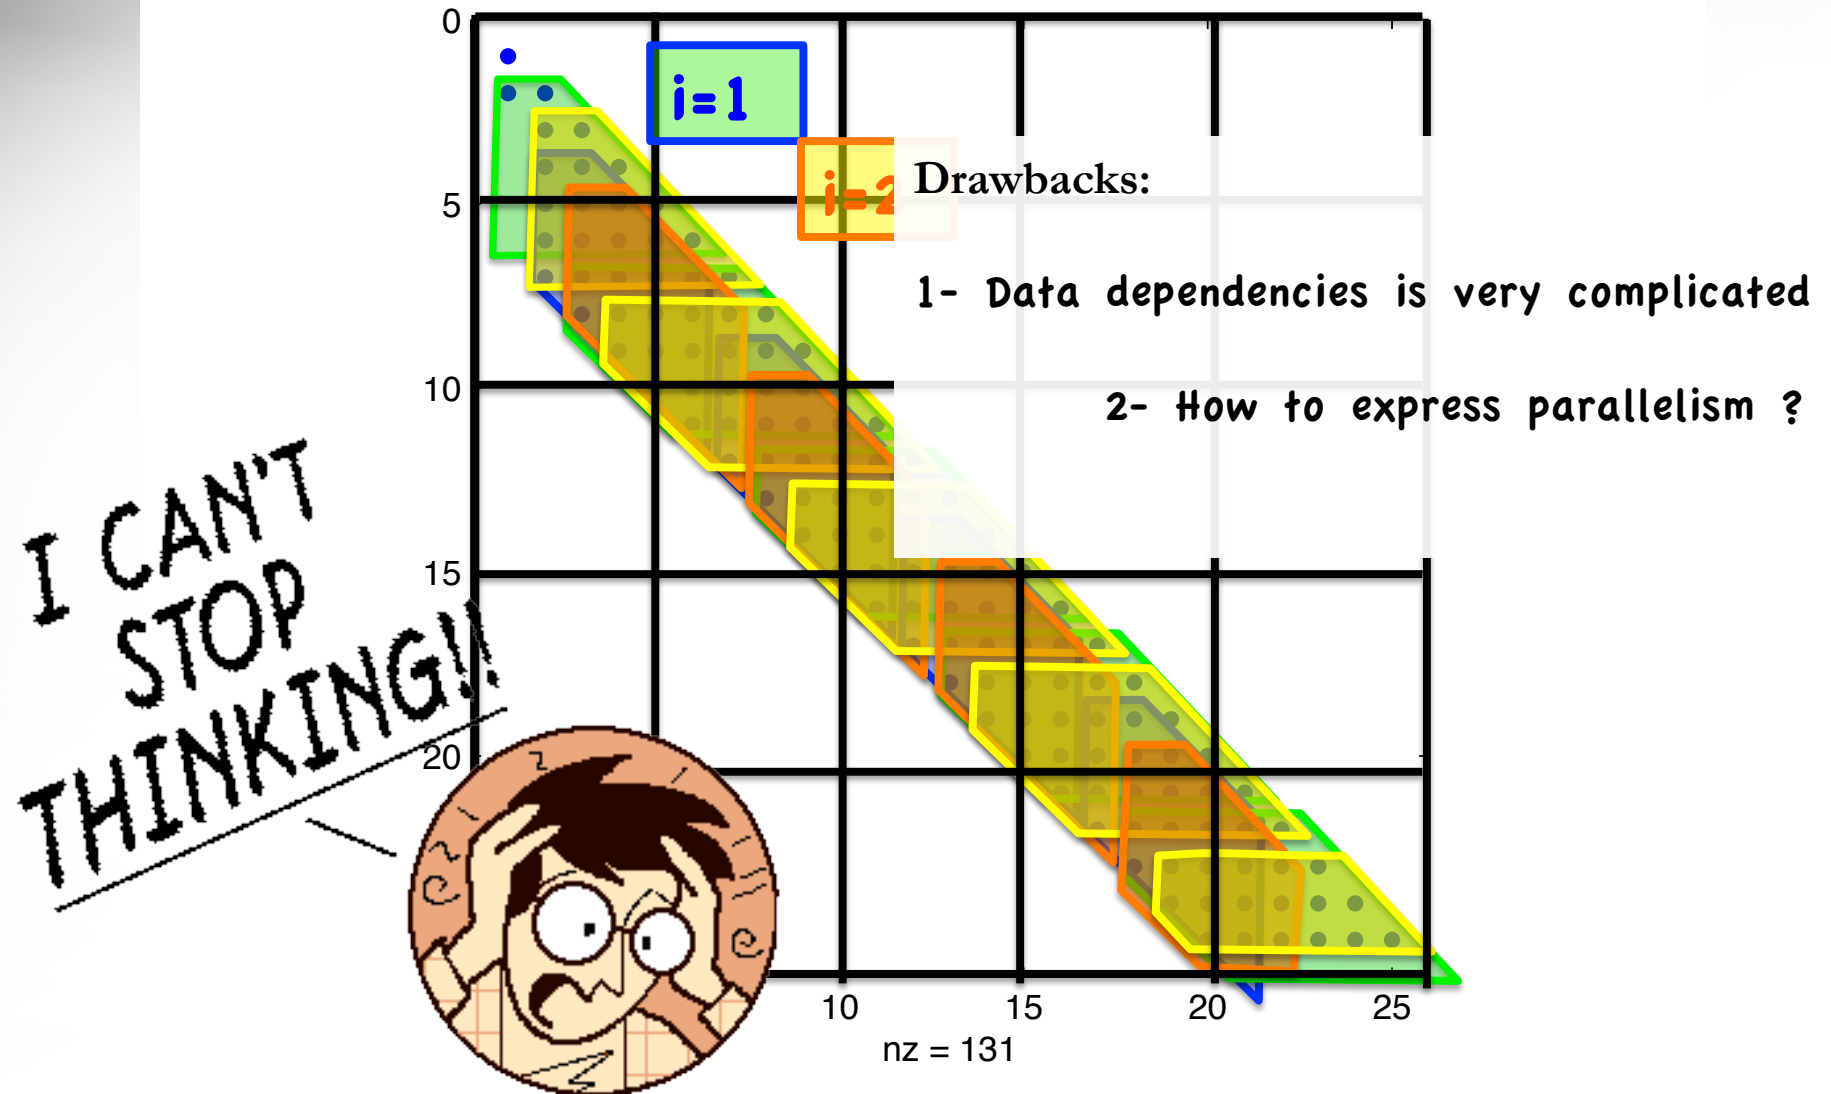 0
i=1
i=2
Drawbacks:
5
1- Data dependencies is very complicated
10
2- How to express parallelism ?
I CAN'T
STOP
THINKING!!
15
20
10 15 20 25
nz = 131